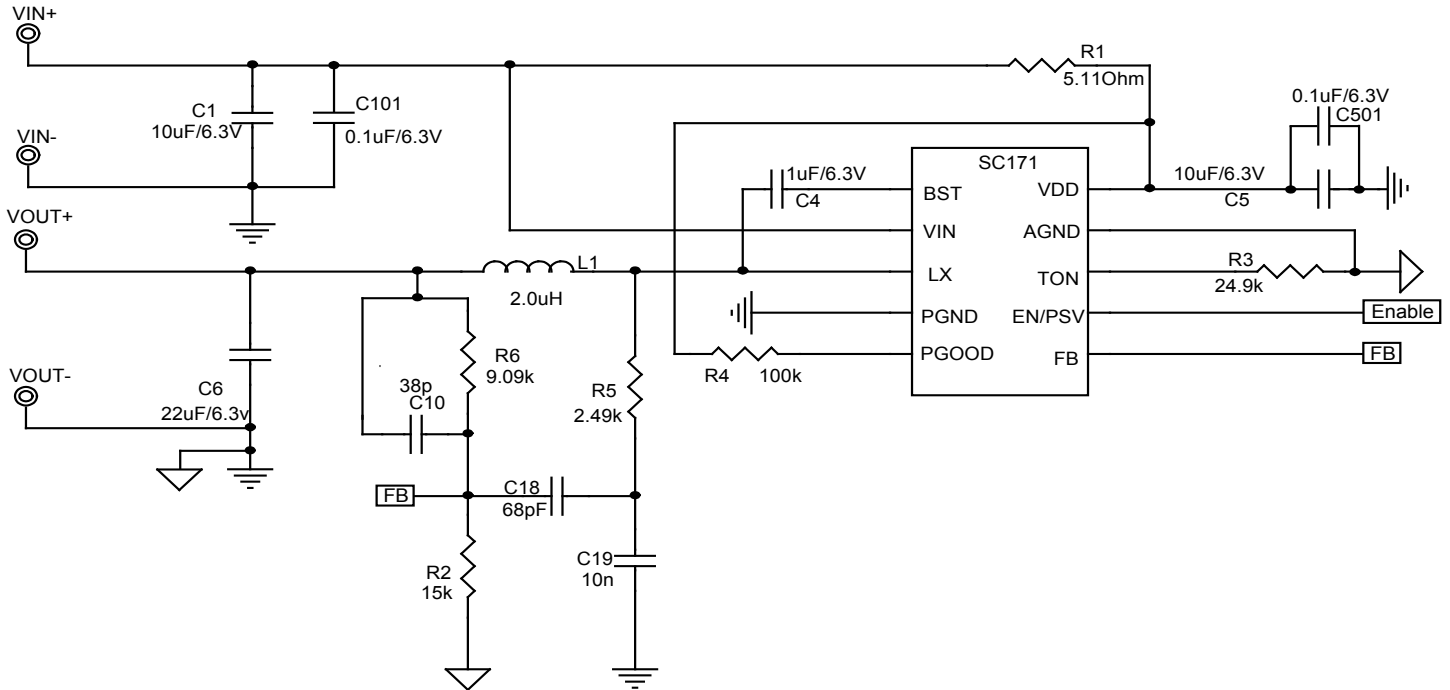 VIN+
R1
5.11Ohm
C1
10uF/6.3V
C101
0.1uF/6.3V
0.1uF/6.3V
C501
VIN-
SC171
1uF/6.3V
C4
BST
VDD
10uF/6.3V
C5
VOUT+
VIN
AGND
L1
2.0uH
LX
TON
R3
24.9k
PGND
EN/PSV
Enable
R6
9.09k
PGOOD
FB
FB
R4
100k
VOUT-
C6
22uF/6.3v
38p
C10
R5
2.49k
FB
C18
68pF
R2
15k
C19
10n